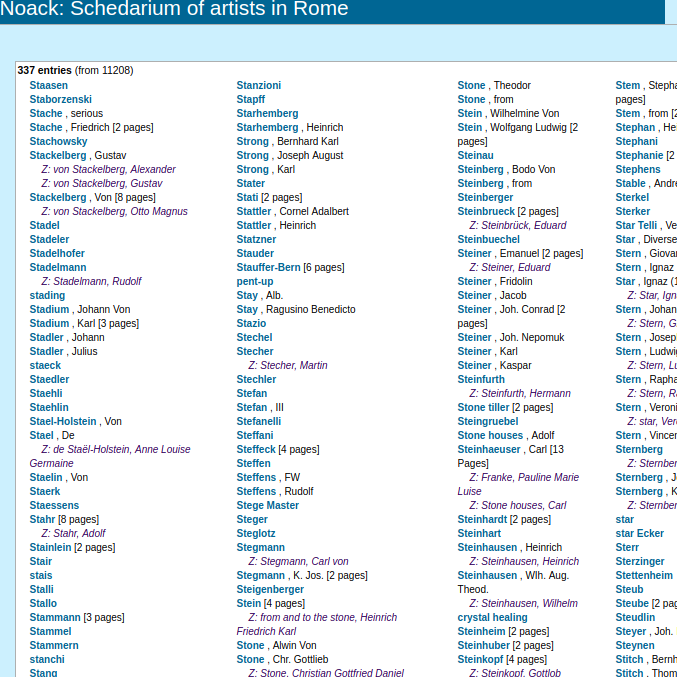 Noack: Schedarium of artists in Rome
337 entries (from 11208)
Staasen
Staborzenski
Stache , serious
Stache , Friedrich [2 pages]
Stachowsky
Stackelberg , Gustav
Z: von Stackelberg, Alexander
Z: von Stackelberg, Gustav
Stackelberg , Von [8 pages]
Z: von Stackelberg, Otto Magnus
Stadel
Stadeler
Stadelhofer
Stadelmann
Z: Stadelmann, Rudolf
stading
Stadium , Johann Von
Stadium , Karl [3 pages]
Stadler , Johann
Stadler , Julius
staeck
Staedler
Staehli
Staehlin
Stael-Holstein , Von
Stael , De
Z: de Staël-Holstein, Anne Louise
Germaine
Staelin , Von
Staerk
Staessens
Stahr [8 pages]
Z: Stahr, Adolf
Stainlein [2 pages]
Stair
stais
Stalli
Stallo
Stammann [3 pages]
Stammel
Stammern
stanchi
Stang
Stanzioni
Stapff
Starhemberg
Starhemberg , Heinrich
Strong , Bernhard Karl
Strong , Joseph August
Strong , Karl
Stater
Stati [2 pages]
Stattler , Cornel Adalbert
Stattler , Heinrich
Statzner
Stauder
Stauffer-Bern [6 pages]
pent-up
Stay , Alb.
Stay , Ragusino Benedicto
Stazio
Stechel
Stecher
Z: Stecher, Martin
Stechler
Stefan
Stefan , III
Stefanelli
Steffani
Steffeck [4 pages]
Steffen
Steffens , FW
Steffens , Rudolf
Stege Master
Steger
Steglotz
Stegmann
Z: Stegmann, Carl von
Stegmann , K. Jos. [2 pages]
Steigenberger
Stein [4 pages]
Z: from and to the stone, Heinrich
Friedrich Karl
Stone , Alwin Von
Stone , Chr. Gottlieb
Z: Stone, Christian Gottfried Daniel
Stone , Theodor
Stone , from
Stein , Wilhelmine Von
Stein , Wolfgang Ludwig [2
pages]
Steinau
Steinberg , Bodo Von
Steinberg , from
Steinberger
Steinbrueck [2 pages]
Z: Steinbrück, Eduard
Steinbuechel
Steiner , Emanuel [2 pages]
Z: Steiner, Eduard
Steiner , Fridolin
Steiner , Jacob
Steiner , Joh. Conrad [2
pages]
Steiner , Joh. Nepomuk
Steiner , Karl
Steiner , Kaspar
Steinfurth
Z: Steinfurth, Hermann
Stone tiller [2 pages]
Steingruebel
Stone houses , Adolf
Steinhaeuser , Carl [13
Pages]
Z: Franke, Pauline Marie
Luise
Z: Stone houses, Carl
Steinhardt [2 pages]
Steinhart
Steinhausen , Heinrich
Z: Steinhausen, Heinrich
Steinhausen , Wlh. Aug.
Theod.
Z: Steinhausen, Wilhelm
crystal healing
Steinheim [2 pages]
Steinhuber [2 pages]
Steinkopf [4 pages]
Z: Steinkopf, Gottlob
Stem , Stepha
pages]
Stem , from [2
Stephan , He
Stephani
Stephanie [2
Stephens
Stable , Andre
Sterkel
Sterker
Star Telli , Ve
Star , Diverse
Stern , Giovan
Stern , Ignaz
Star , Ignaz (1
Z: Star, Ign
Stern , Johan
Z: Stern, G
Stern , Josep
Stern , Ludwig
Z: Stern, Lu
Stern , Rapha
Z: Stern, Ra
Stern , Veroni
Z: star, Ver
Stern , Vincen
Sternberg
Z: Sternber
Sternberg , J
Sternberg , K
Z: Sternber
star
star Ecker
Sterr
Sterzinger
Stettenheim
Steub
Steube [2 pag
Steudlin
Steyer , Joh.
Steynen
Stitch , Bernh
Stitch , Thom